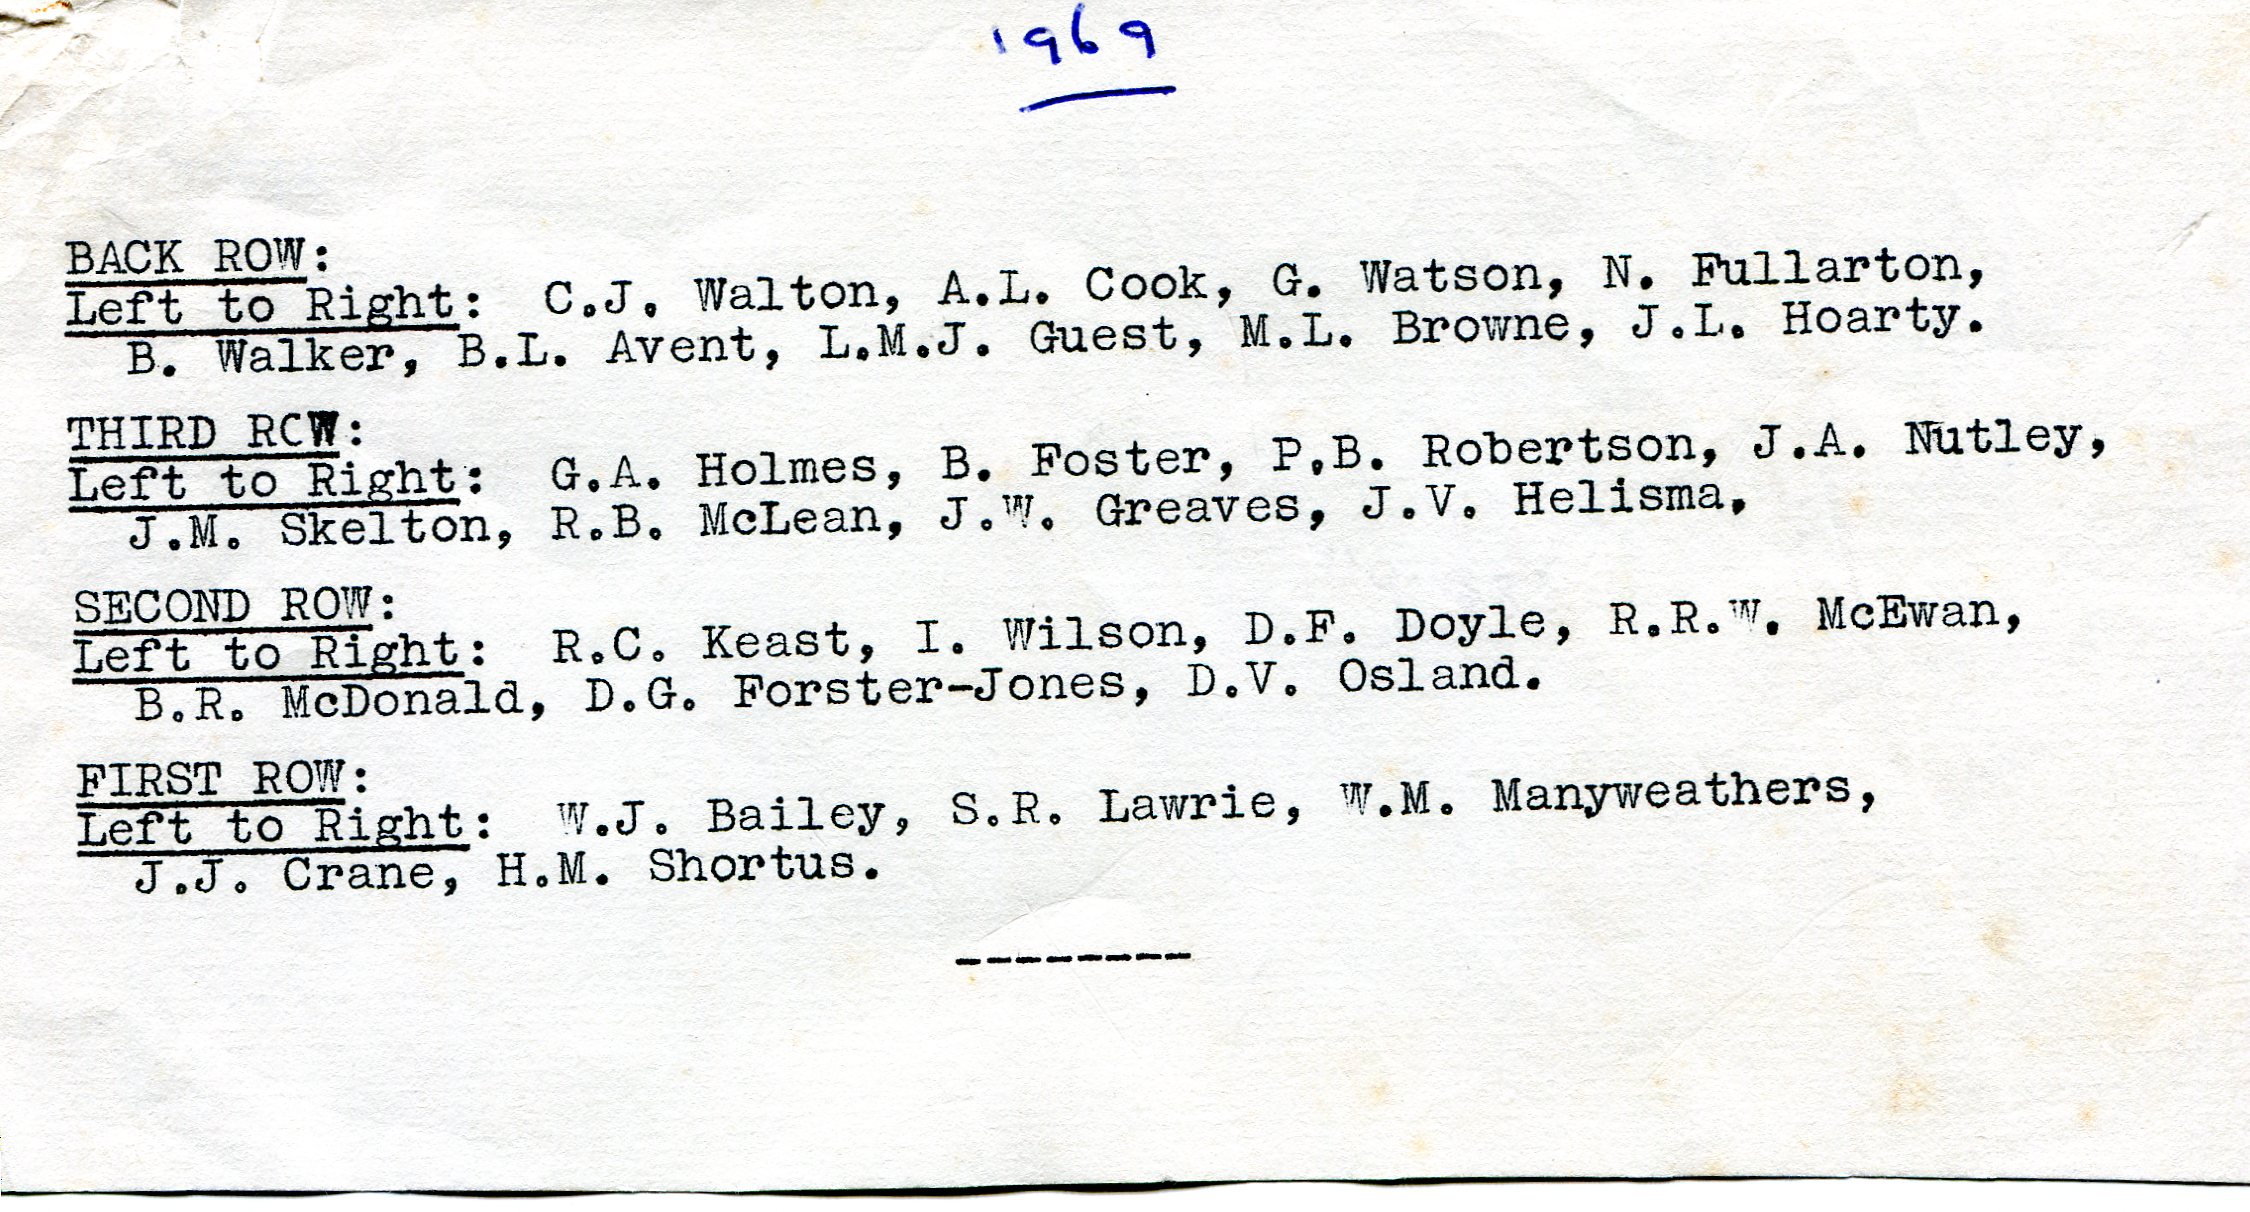 1969
BACK ROW:
Left to Right: C.J. Walton, A.L. Cook, G. Watson, N. Fullarton,
B. Walker, B.L. Avent, L.M.J. Guest, M.L. Browne, J.L. Hoarty.
THIRD RCW:
Left to Right: G.A. Holmes, B. Foster, P.B. Robertson, J.A. Nutley,
J.M. Skelton, R.B. McLean, J.W. Greaves, J.V. Helisma,
SECOND ROW:
Left to Right: R.C. Keast, I. Wilson, D.F. Doyle, R.R.W. McEwan,
B.R. McDonald, D.G. Forster-Jones, D.V. Osland.
FIRST ROW:
Left to Right: W.J. Bailey, S.R. Lawrie, W.M. Manyweathers,
J.J. Crane, H.M. Shortus.
--------